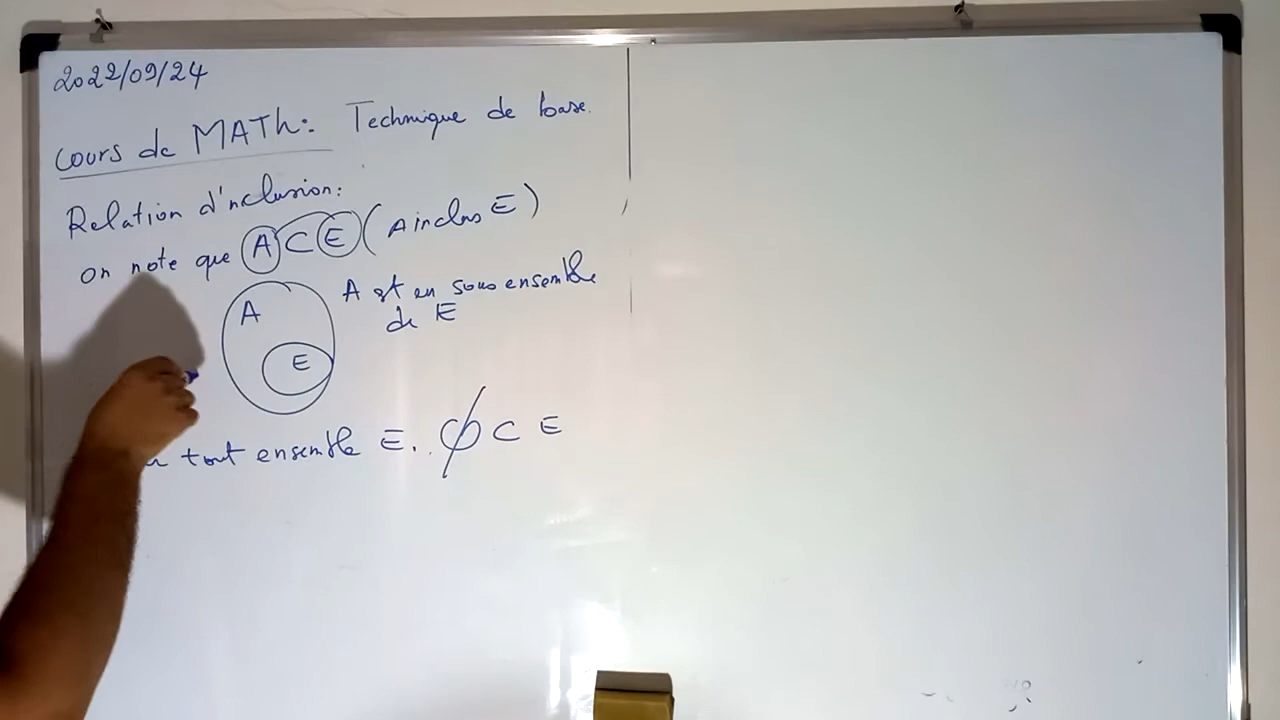 2022/09/24
cours de MATh: Technique de base.
Relation d'nclusion:
on note que A ⊂ E (A inclus E)
A est un sous ensemble
de E
A
E
tout ensemble E. ∅ ⊂ E